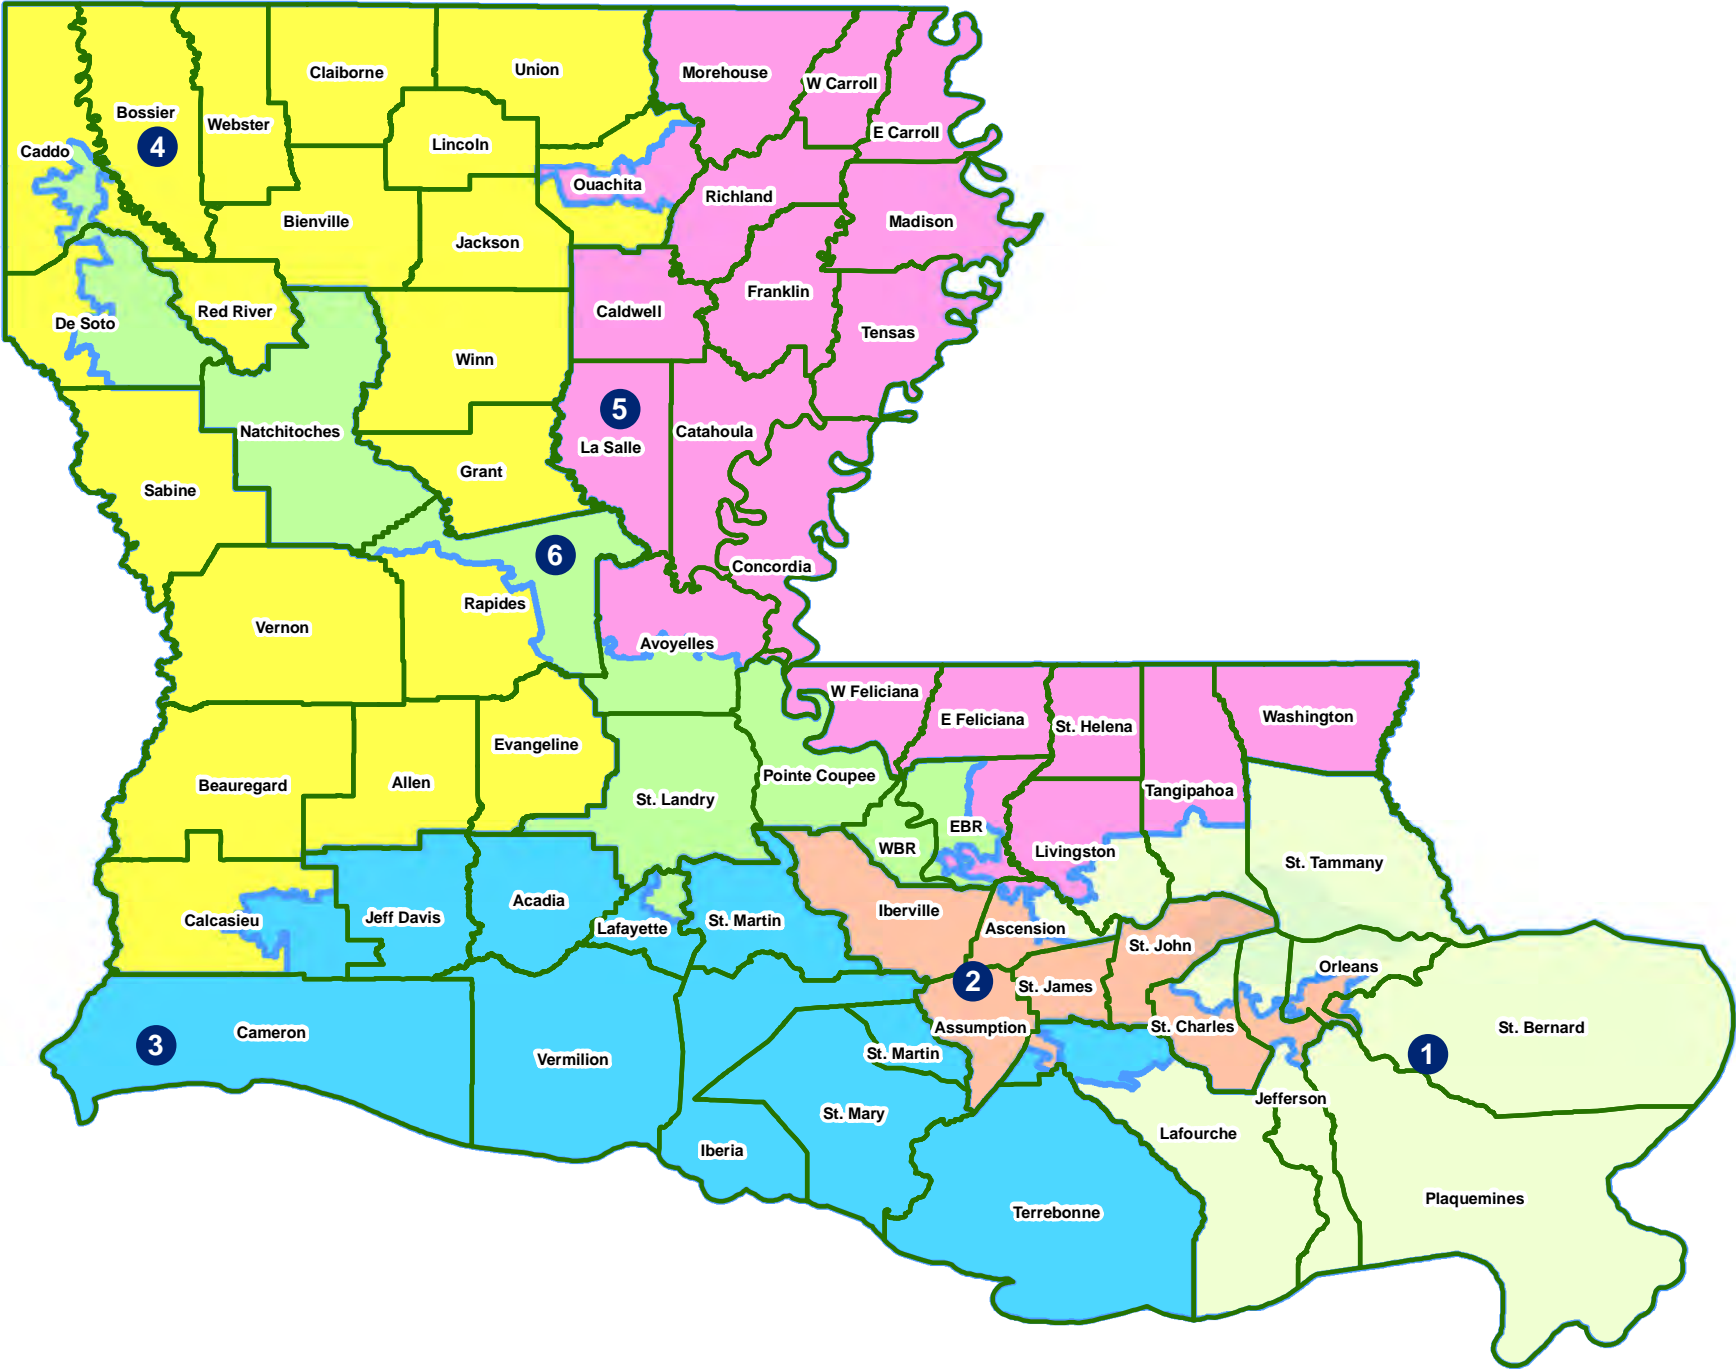 Claiborne
Union
Morehouse
W Carroll
Bossier
Webster
E Carroll
4
Caddo
Lincoln
Ouachita
Richland
Bienville
Madison
Jackson
Franklin
Red River
Caldwell
De Soto
Tensas
Winn
5
Natchitoches
Catahoula
La Salle
Grant
Sabine
6
Concordia
Rapides
Vernon
Avoyelles
W Feliciana
E Feliciana
St. Helena
Washington
Evangeline
Pointe Coupee
Beauregard
Allen
Tangipahoa
St. Landry
EBR
WBR
Livingston
St. Tammany
Acadia
Iberville
Jeff Davis
Calcasieu
St. Martin
Lafayette
Ascension
St. John
Orleans
2
St. James
Cameron
Assumption
St. Charles
St. Bernard
3
Vermilion
St. Martin
1
Jefferson
St. Mary
Lafourche
Iberia
Plaquemines
Terrebonne